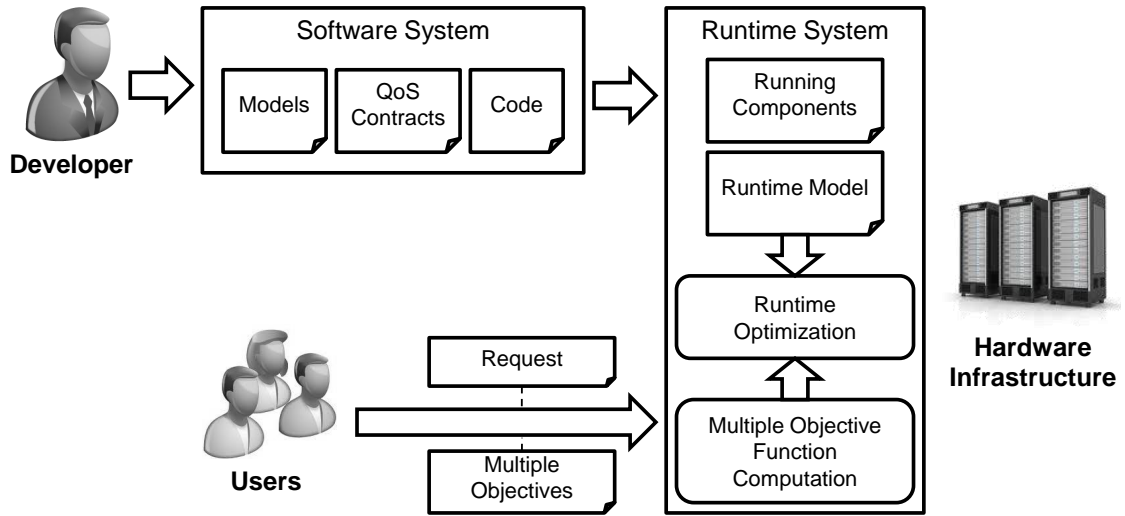 Software System
Models
QoS
Contracts
Code
Developer
Runtime System
Running
Components
Runtime Model
Runtime
Optimization
Multiple Objective
Function
Computation
Hardware
Infrastructure
Request
Multiple
Objectives
Users